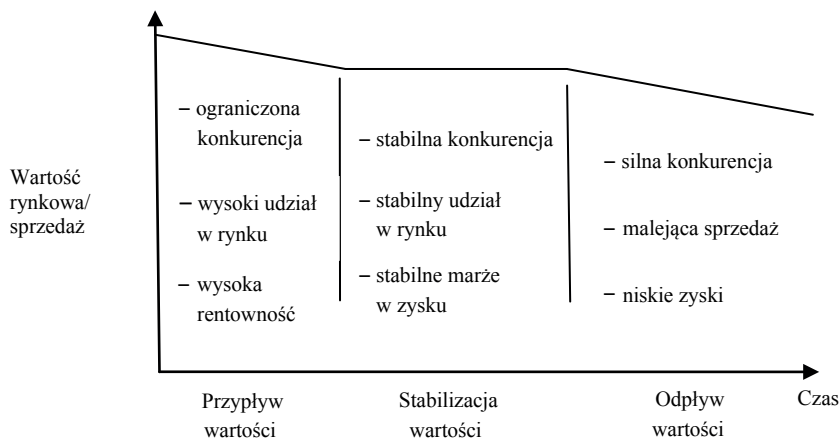 Wartość
rynkowa/
sprzedaż
– ograniczona
konkurencja
– wysoki udział
w rynku
– wysoka
rentowność
– stabilna konkurencja
– stabilny udział
w rynku
– stabilne marże
w zysku
– silna konkurencja
– malejąca sprzedaż
– niskie zyski
Przypływ
wartości
Stabilizacja
wartości
Odpływ
wartości
Czas